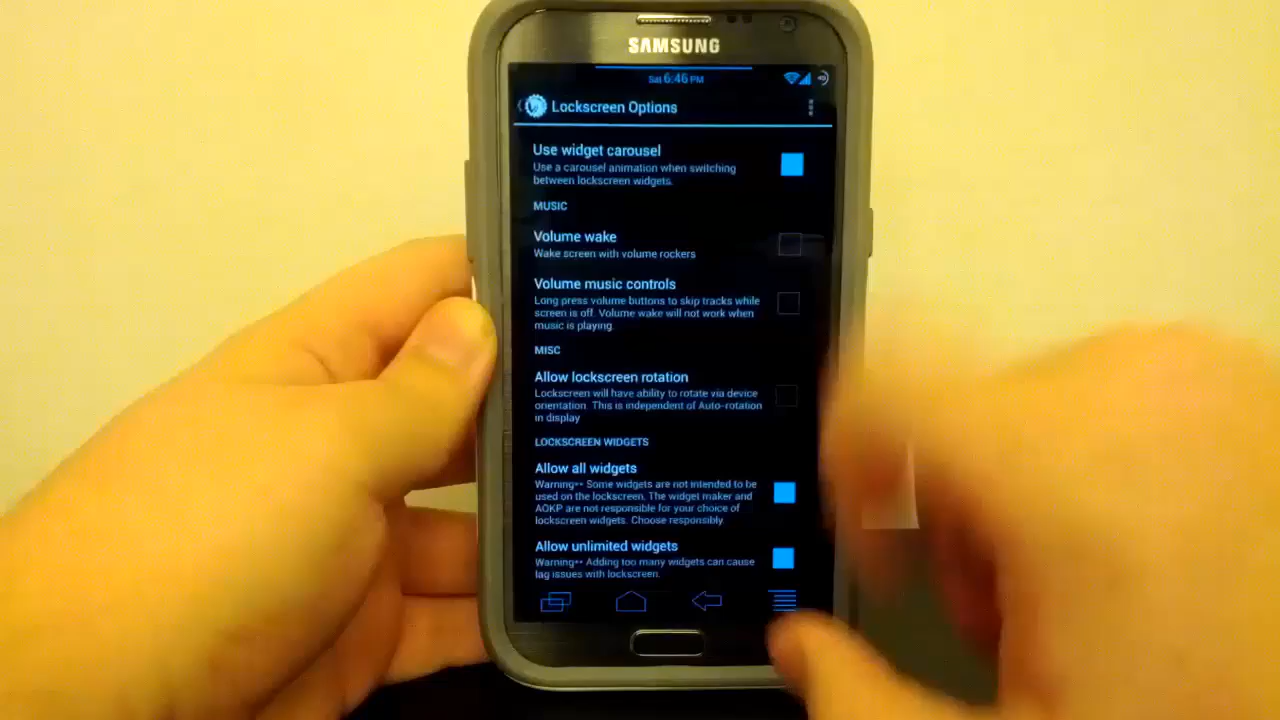 SAMSUNG
Sat 6:46 PM
Lockscreen Options
Use widget carousel
Use a carousel animation when switching
between lockscreen widgets.
MUSIC
Volume wake
Wake screen with volume rockers
Volume music controls
Long press volume buttons to skip tracks while
screen is off. Volume wake will not work when
music is playing.
MISC
Allow lockscreen rotation
Lockscreen will have ability to rotate via device
orientation. This is independent of Auto-rotation
in display
LOCKSCREEN WIDGETS
Allow all widgets
Warning** Some widgets are not intended to be
used on the lockscreen. The widget maker and
AOKP are not responsible for your choice of
lockscreen widgets. Choose responsibly.
Allow unlimited widgets
Warning** Adding too many widgets can cause
lag issues with lockscreen.